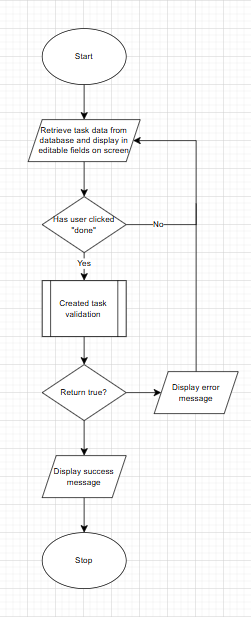 Start
Retrieve task data from
database and display in
editable fields on screen
Has user clicked
"done"
No
Yes
Created task
validation
Return true?
Display error
message
Display success
message
Stop